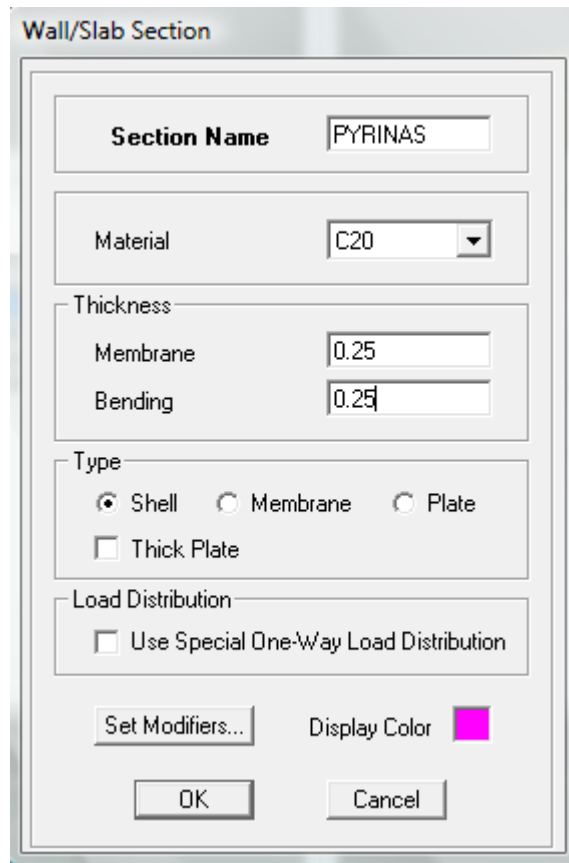 Wall/Slab Section
Section Name PYRINAS
Material C20
Thickness
Membrane 0.25
Bending 0.25
Type
Shell Membrane Plate
Thick Plate
Load Distribution
Use Special One-Way Load Distribution
Set Modifiers... Display Color
OK Cancel